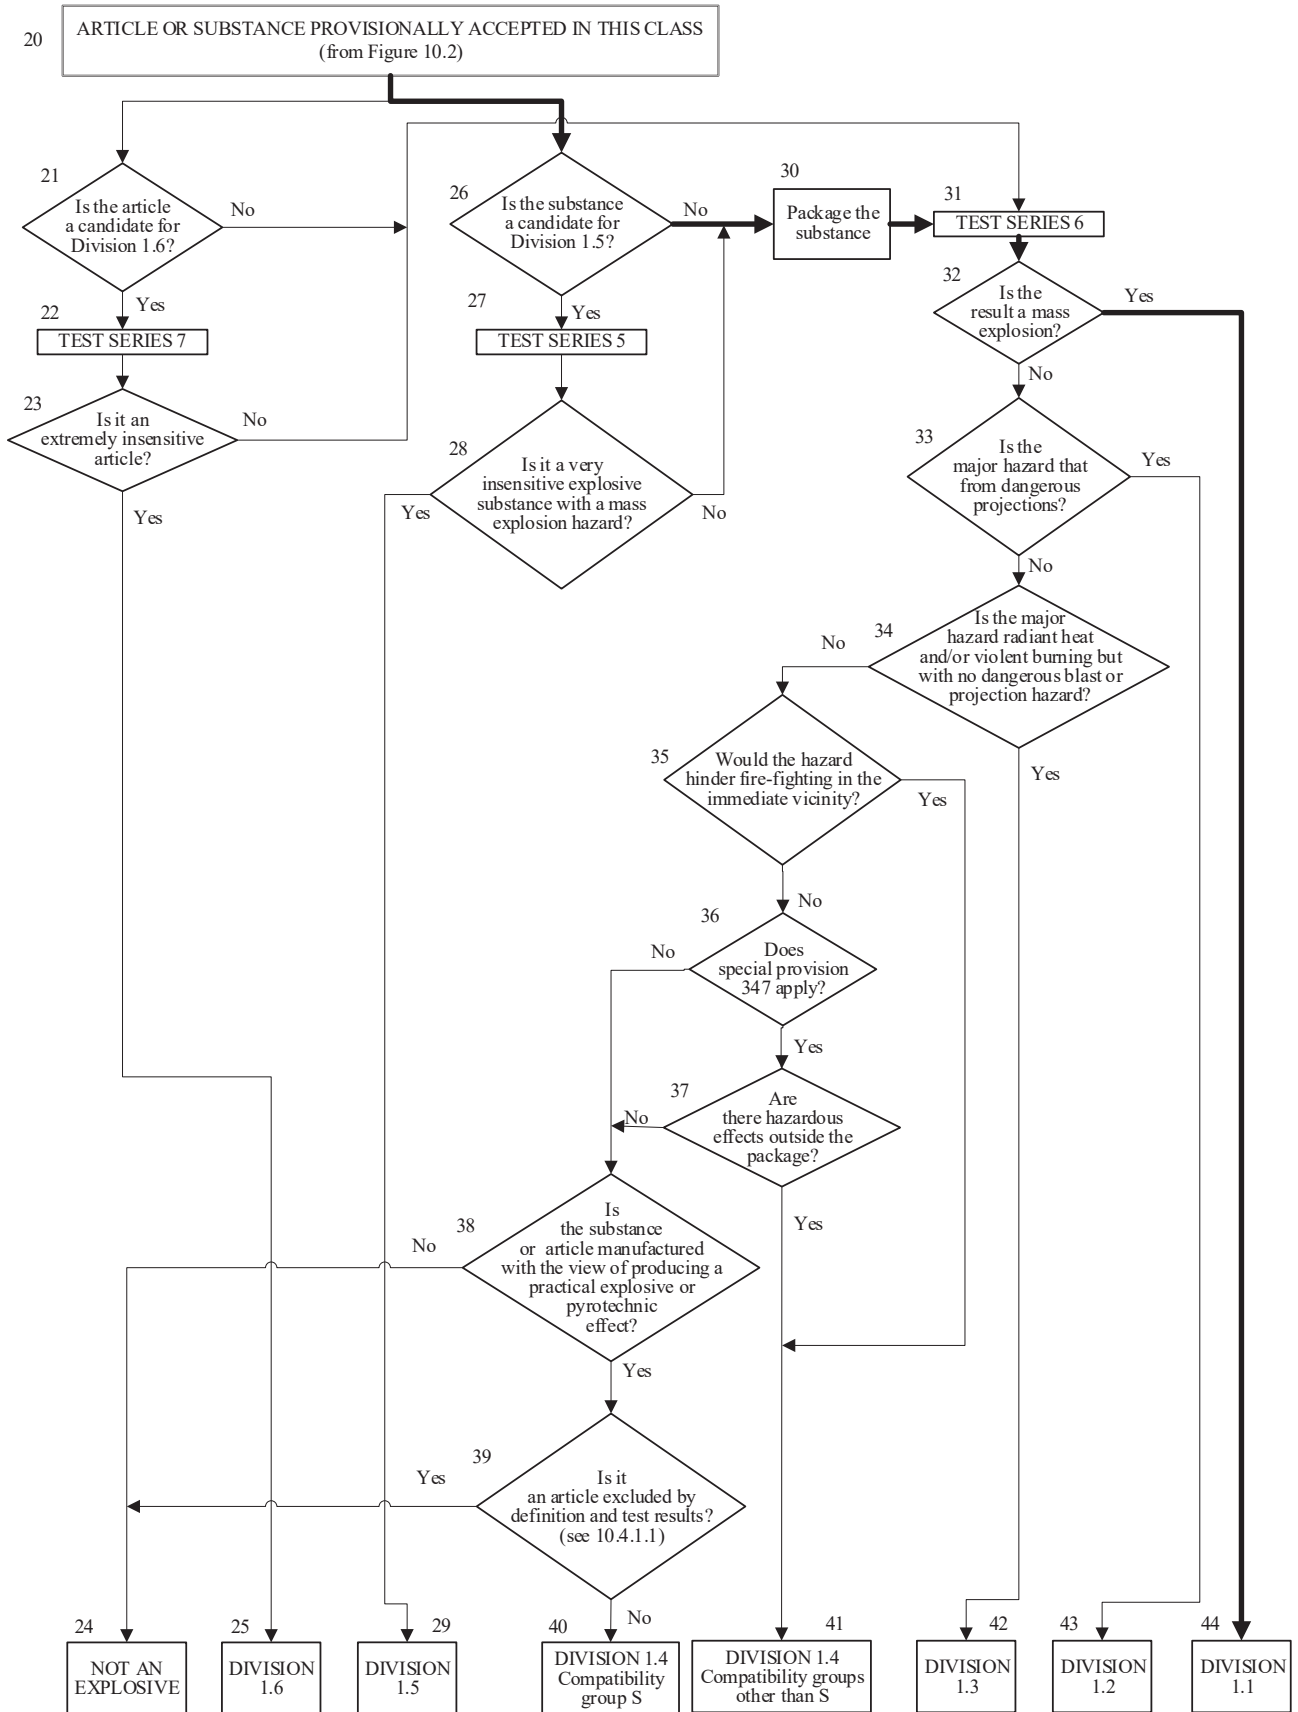 20
ARTICLE OR SUBSTANCE PROVISIONALLY ACCEPTED IN THIS CLASS
(from Figure 10.2)
21
Is the article
a candidate for
Division 1.6?
No
Yes
22
TEST SERIES 7
23
Is it an
extremely insensitive
article?
No
Yes
26
Is the substance
a candidate for
Division 1.5?
No
Yes
27
TEST SERIES 5
28
Is it a very
insensitive explosive
substance with a mass
explosion hazard?
Yes
No
30
Package the
substance
31
TEST SERIES 6
32
Is the
result a mass
explosion?
Yes
No
33
Is the
major hazard that
from dangerous
projections?
Yes
No
34
Is the major
hazard radiant heat
and/or violent burning but
with no dangerous blast or
projection hazard?
No
Yes
35
Would the hazard
hinder fire-fighting in the
immediate vicinity?
Yes
No
36
Does
special provision
347 apply?
No
Yes
37
Are
there hazardous
effects outside the
package?
No
Yes
38
Is
the substance
or article manufactured
with the view of producing a
practical explosive or
pyrotechnic
effect?
No
Yes
39
Is it
an article excluded by
definition and test results?
(see 10.4.1.1)
Yes
No
24
NOT AN
EXPLOSIVE
25
DIVISION
1.6
29
DIVISION
1.5
40
DIVISION 1.4
Compatibility
group S
41
DIVISION 1.4
Compatibility groups
other than S
42
DIVISION
1.3
43
DIVISION
1.2
44
DIVISION
1.1